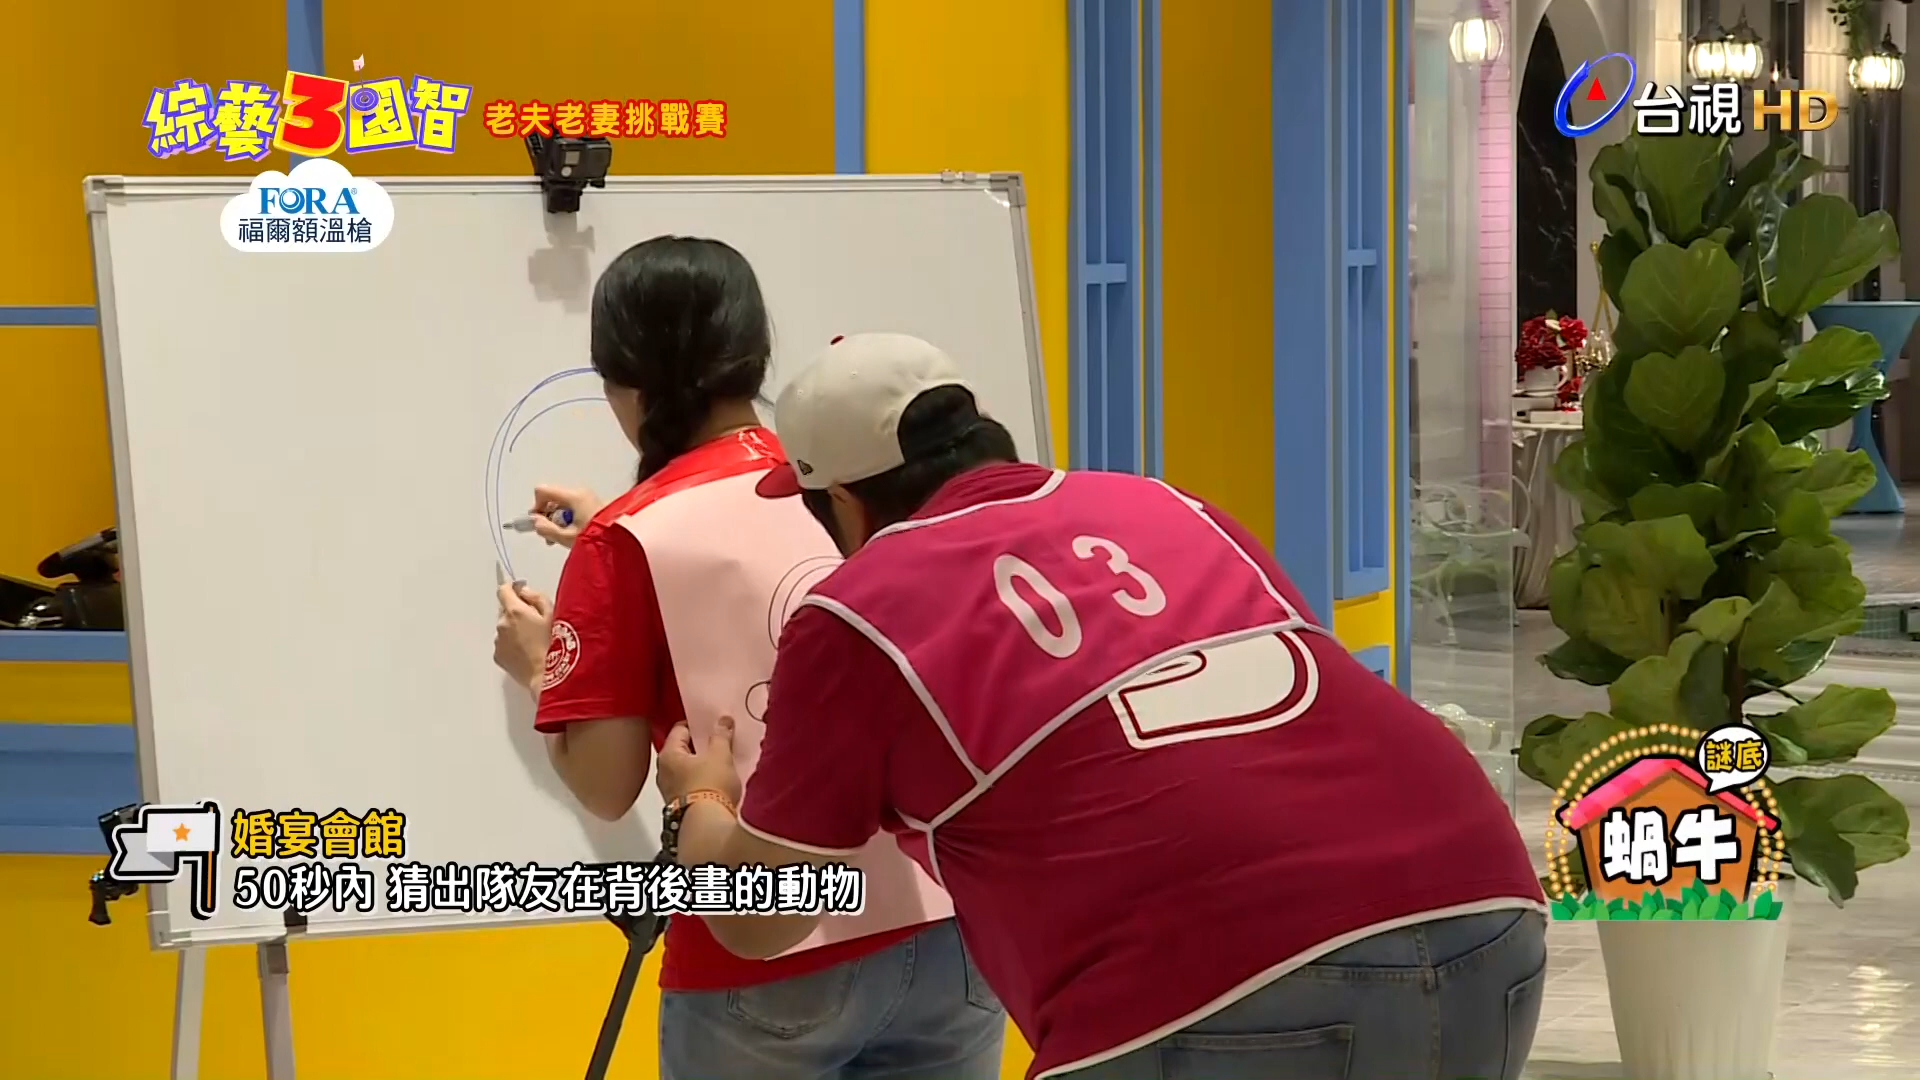 綜藝3國智 老夫老妻挑戰賽
FORA
福爾額溫槍
台視HD
03
謎底
蝸牛
婚宴會館
50秒內 猜出隊友在背後畫的動物